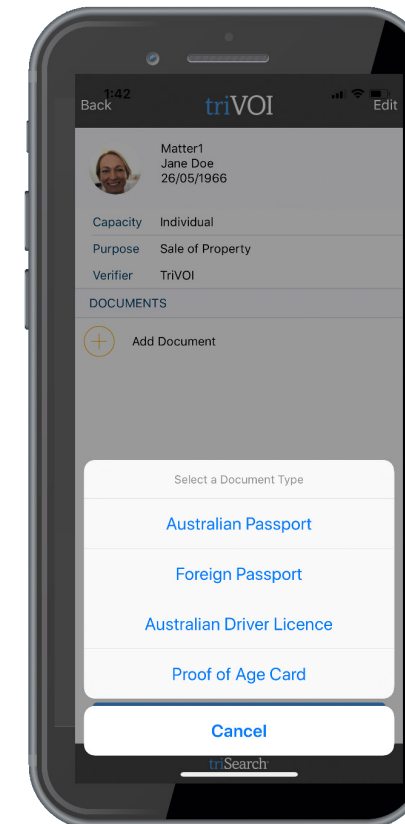 1:42
Back triVOI Edit
Matter1
Jane Doe
26/05/1966
Capacity Individual
Purpose Sale of Property
Verifier TriVOI
DOCUMENTS
Add Document
Select a Document Type
Australian Passport
Foreign Passport
Australian Driver Licence
Proof of Age Card
Cancel
triSearch